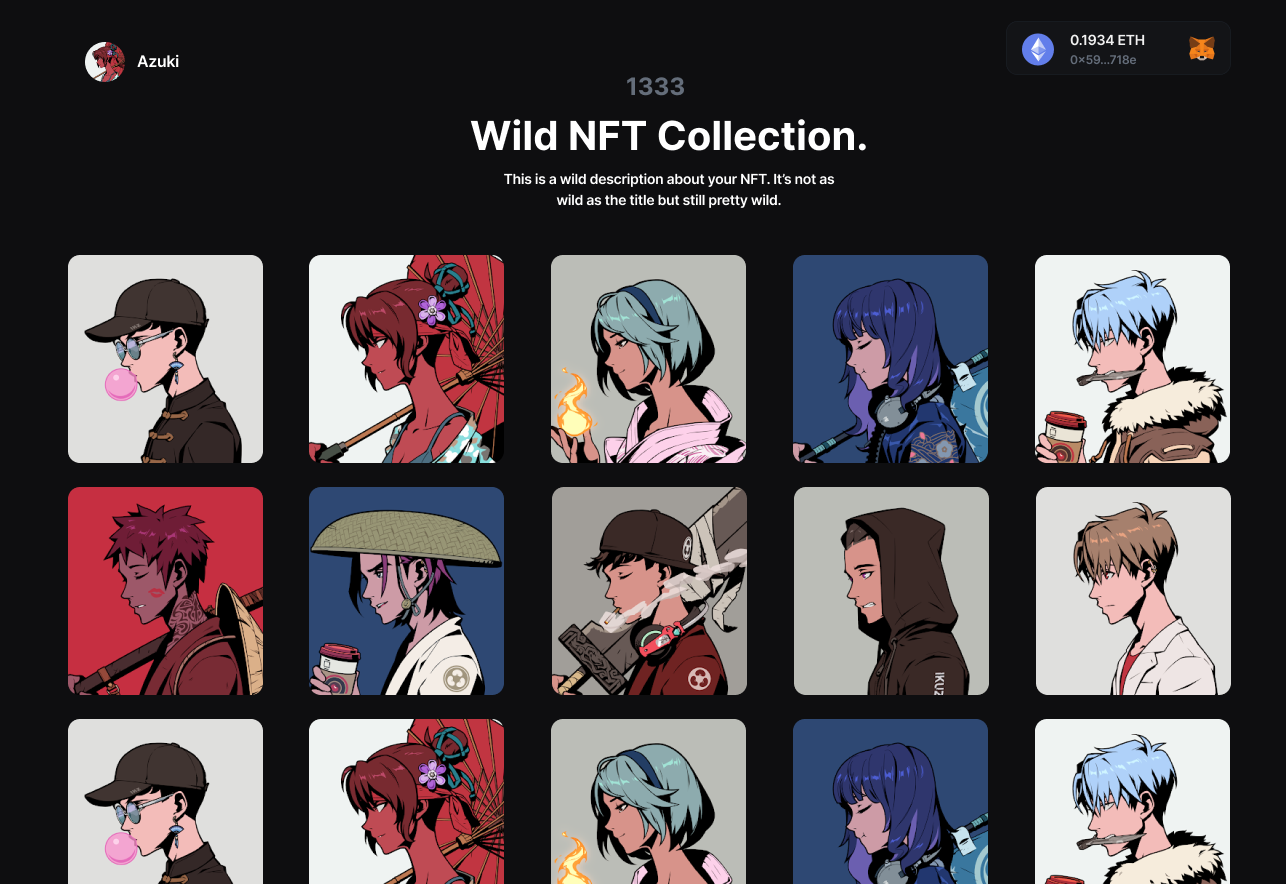 Azuki
0.1934 ETH
0×59...718e
1333
Wild NFT Collection.
This is a wild description about your NFT. It's not as
wild as the title but still pretty wild.
IKUZ